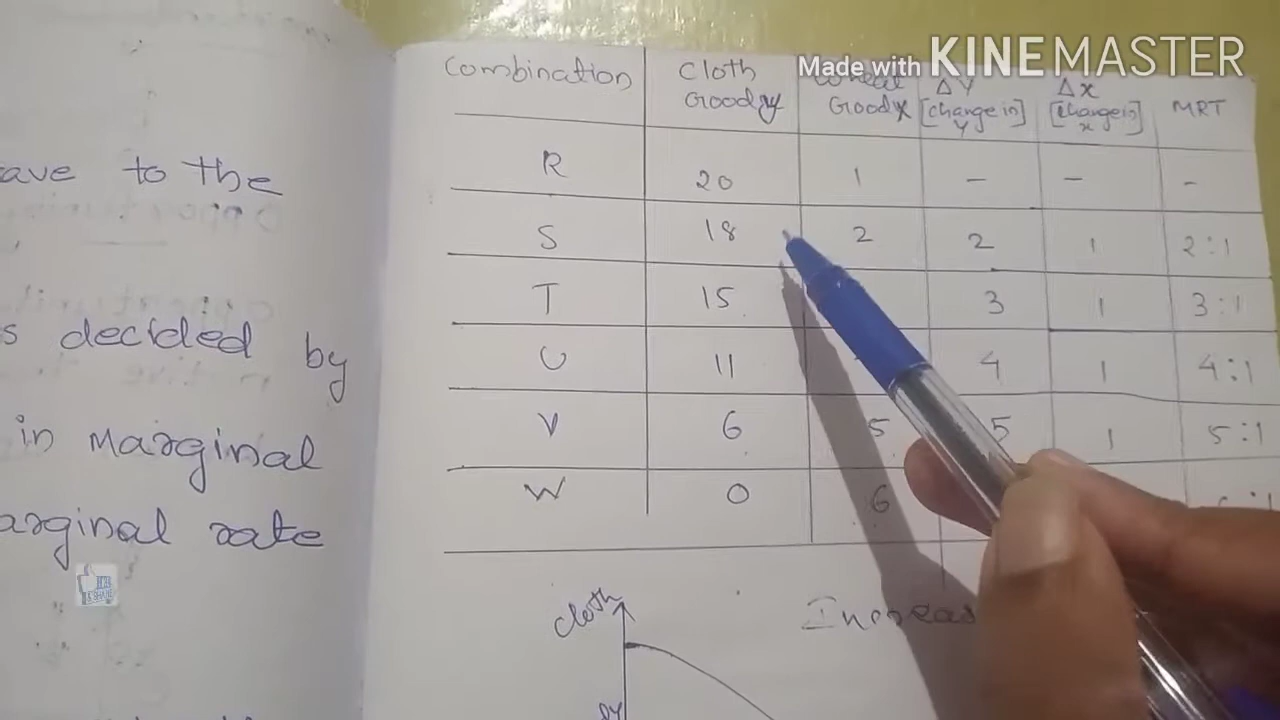 Made with KINEMASTER
ave to the
s decided by
in marginal
arginal rate
Combination Cloth Good y Good x ΔY [change in Y] Δx [change in x] MRT
R 20 1 - - -
S 18 2 2 1 2:1
T 15 3 1 3:1
U 11 4 1 4:1
V 6 5 5 1 5:1
W 0 6
Cloth
Increas